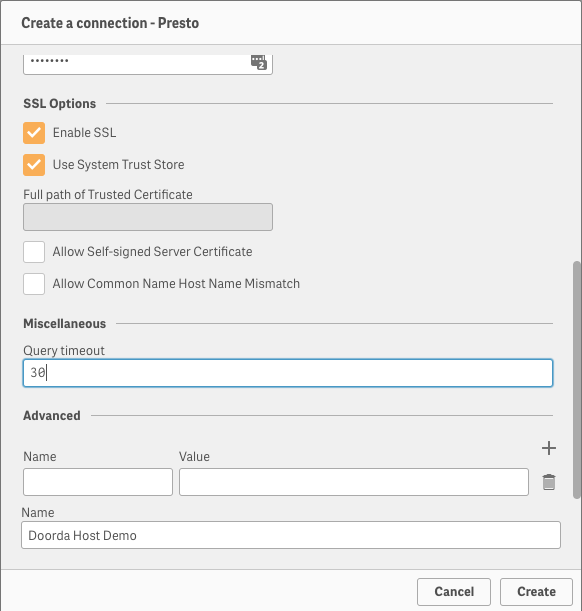 Create a connection - Presto
••••••••
2
SSL Options
Enable SSL
Use System Trust Store
Full path of Trusted Certificate
Allow Self-signed Server Certificate
Allow Common Name Host Name Mismatch
Miscellaneous
Query timeout
30
Advanced
Name Value
Name
Doorda Host Demo
Cancel Create